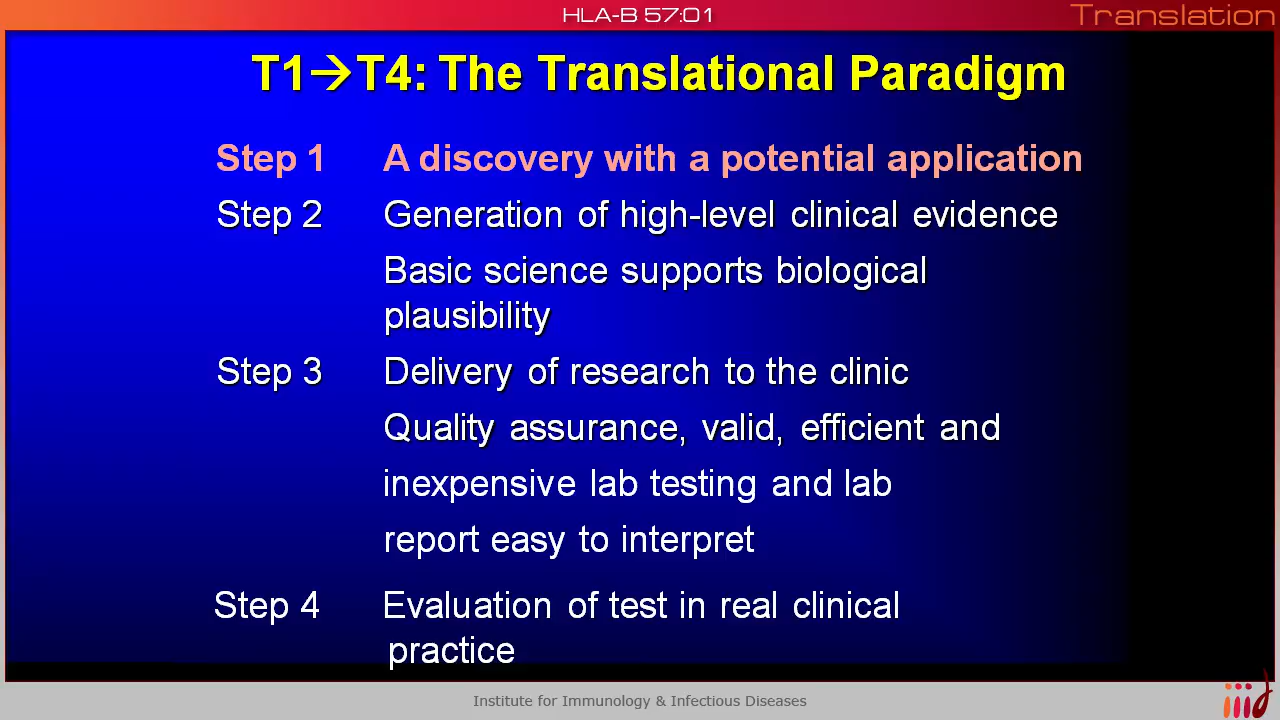 HLA-B 57:01
Translation
T1→T4: The Translational Paradigm
Step 1 A discovery with a potential application
Step 2 Generation of high-level clinical evidence
Basic science supports biological
plausibility
Step 3 Delivery of research to the clinic
Quality assurance, valid, efficient and
inexpensive lab testing and lab
report easy to interpret
Step 4 Evaluation of test in real clinical
practice
Institute for Immunology & Infectious Diseases
iiid